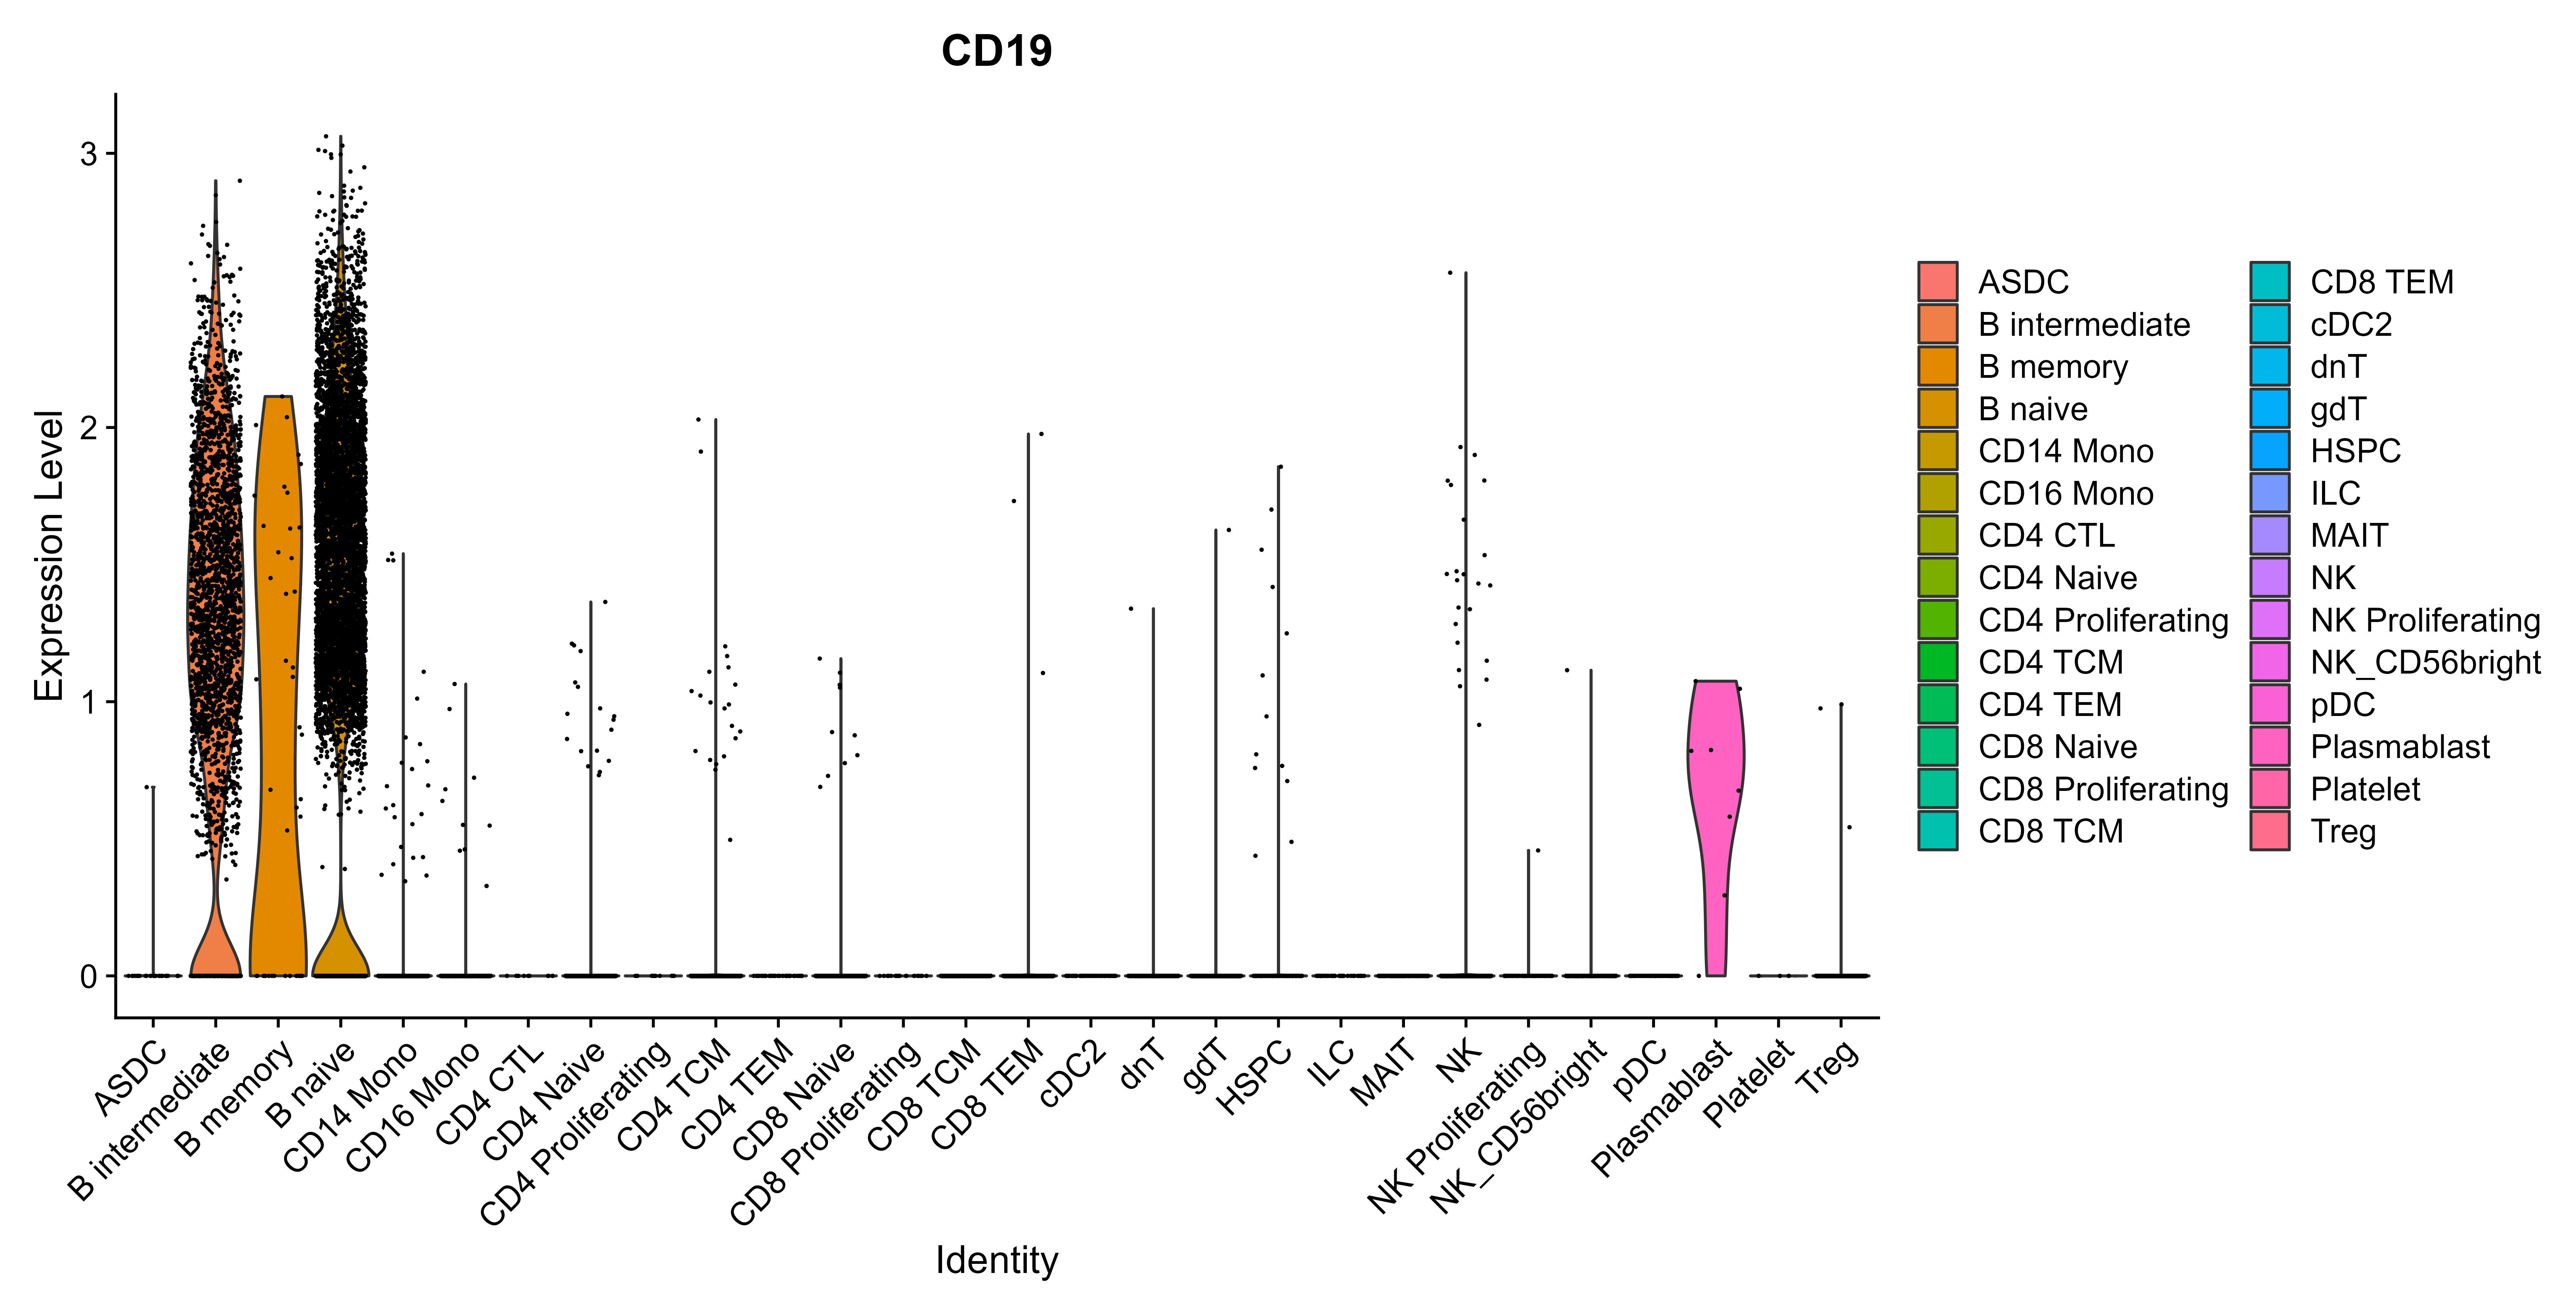 CD19
Expression Level
3
2
1
0
ASDC
B intermediate
B memory
B naive
CD14 Mono
CD16 Mono
CD4 CTL
CD4 Naive
CD4 Proliferating
CD4 TCM
CD4 TEM
CD8 Naive
CD8 Proliferating
CD8 TCM
CD8 TEM
cDC2
dnT
gdT
HSPC
ILC
MAIT
NK
NK Proliferating
NK_CD56bright
pDC
Plasmablast
Platelet
Treg
Identity
ASDC
B intermediate
B memory
B naive
CD14 Mono
CD16 Mono
CD4 CTL
CD4 Naive
CD4 Proliferating
CD4 TCM
CD4 TEM
CD8 Naive
CD8 Proliferating
CD8 TCM
CD8 TEM
cDC2
dnT
gdT
HSPC
ILC
MAIT
NK
NK Proliferating
NK_CD56bright
pDC
Plasmablast
Platelet
Treg